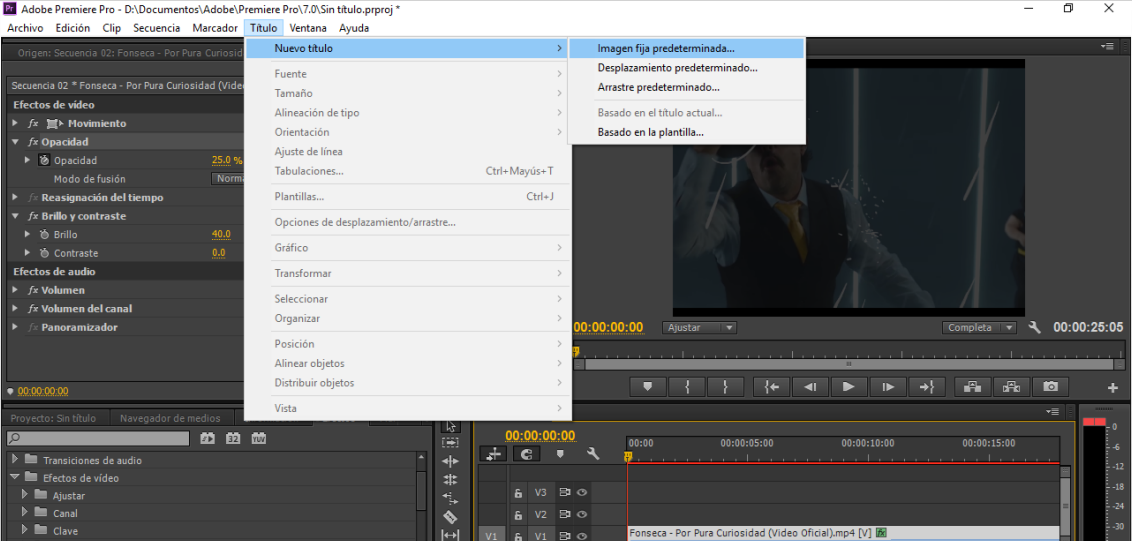 Adobe Premiere Pro - D:\Documentos\Adobe\Premiere Pro\7.0\Sin título.prproj *
Archivo Edición Clip Secuencia Marcador Título Ventana Ayuda
Origen: Secuencia 02: Fonseca - Por Pura Curiosid
Secuencia 02 * Fonseca - Por Pura Curiosidad (Vide
Efectos de vídeo
fx Movimiento
fx Opacidad
Opacidad 25.0 %
Modo de fusión Norm
fx Reasignación del tiempo
fx Brillo y contraste
Brillo 40.0
Contraste 0.0
Efectos de audio
fx Volumen
fx Volumen del canal
fx Panoramizador
00:00:00:00
Nuevo título
Fuente
Tamaño
Alineación de tipo
Orientación
Ajuste de línea
Tabulaciones... Ctrl+Mayús+T
Plantillas... Ctrl+J
Opciones de desplazamiento/arrastre...
Gráfico
Transformar
Seleccionar
Organizar
Posición
Alinear objetos
Distribuir objetos
Vista
Imagen fija predeterminada...
Desplazamiento predeterminado...
Arrastre predeterminado...
Basado en el título actual...
Basado en la plantilla...
00:00:00:00 Ajustar Completa 00:00:25:05
Proyecto: Sin título Navegador de medios
32 YUV
Transiciones de audio
Efectos de vídeo
Ajustar
Canal
Clave
00:00:00:00
00:00 00:00:05:00 00:00:10:00 00:00:15:00
V3
V2
V1 V1 Fonseca - Por Pura Curiosidad (Video Oficial).mp4 [V] fx
0
-6
-12
-18
-24
-30